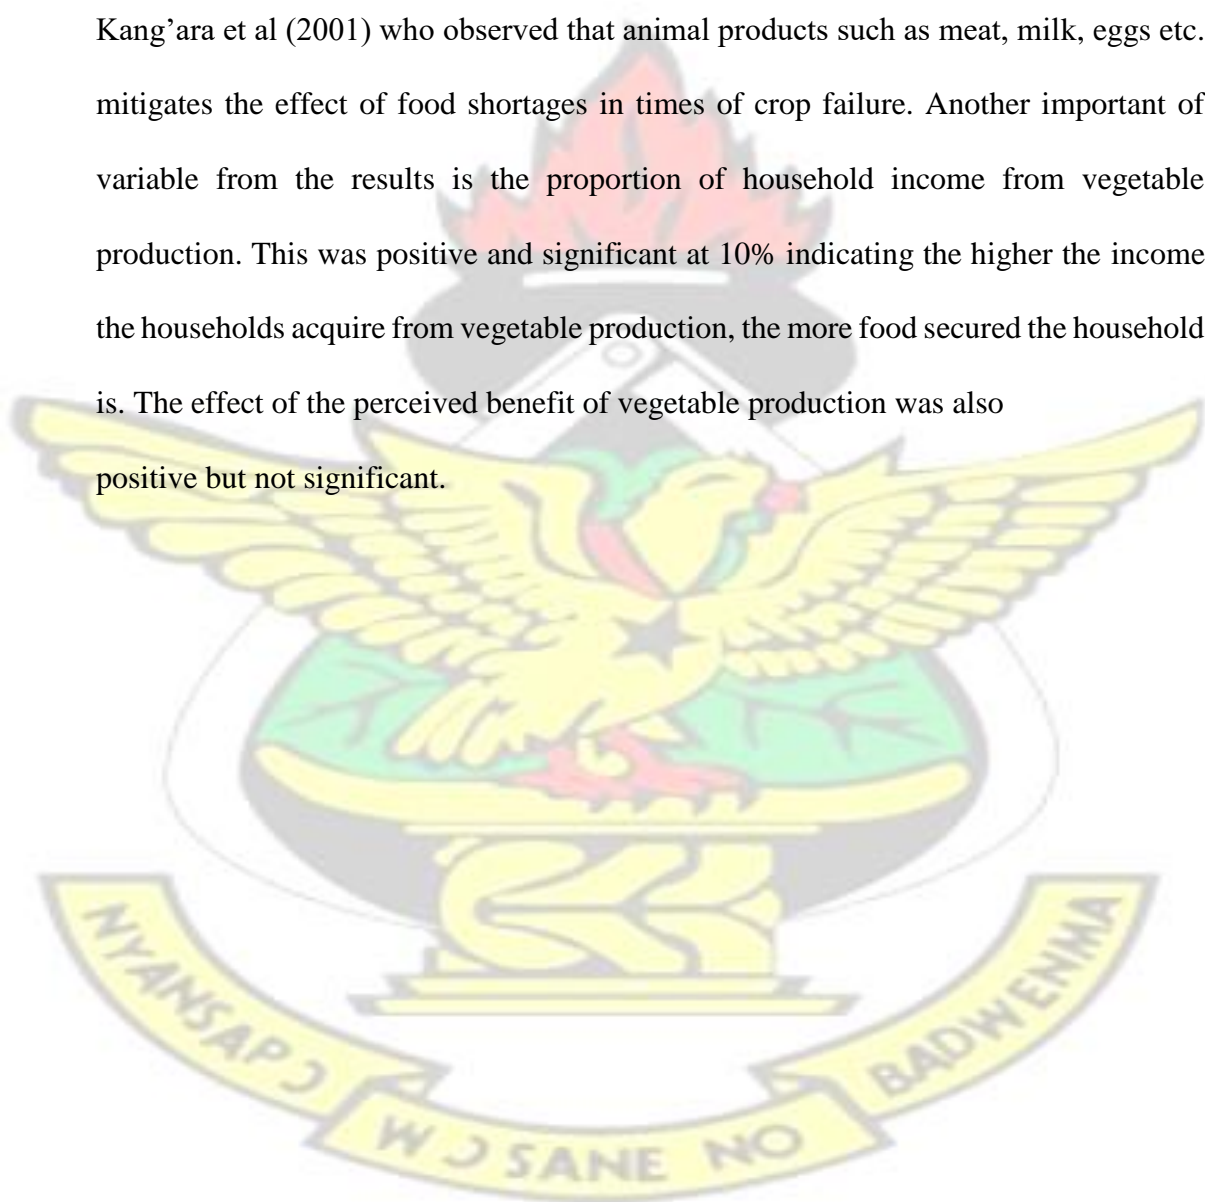 Kang’ara et al (2001) who observed that animal products such as meat, milk, eggs etc.
mitigates the effect of food shortages in times of crop failure. Another important of
variable from the results is the proportion of household income from vegetable
production. This was positive and significant at 10% indicating the higher the income
the households acquire from vegetable production, the more food secured the household
is. The effect of the perceived benefit of vegetable production was also
positive but not significant.
NYANSAPƆ
WƆSANE NO
BADWENMA